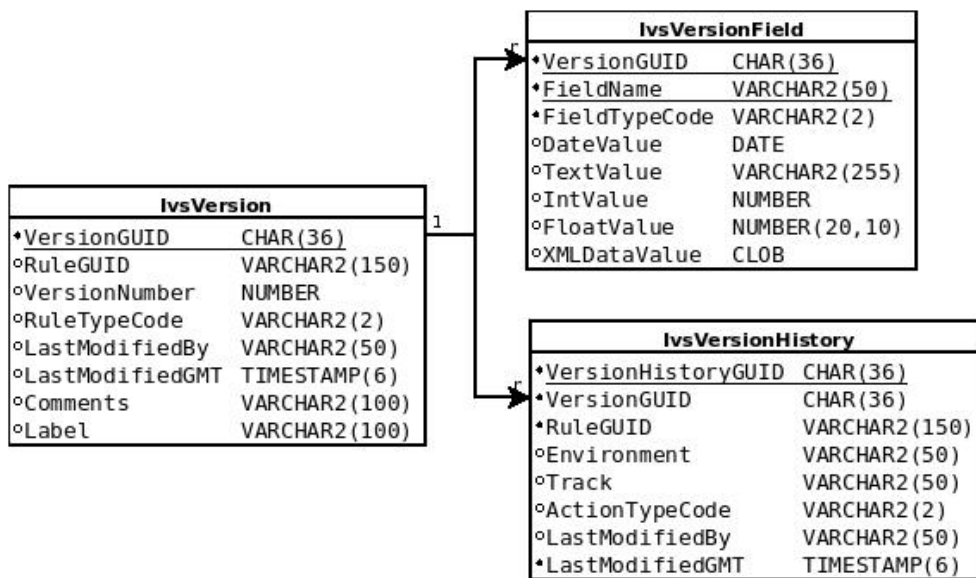 IvsVersionField
VersionGUID CHAR(36)
FieldName VARCHAR2(50)
FieldTypeCode VARCHAR2(2)
DateValue DATE
TextValue VARCHAR2(255)
IntValue NUMBER
FloatValue NUMBER(20,10)
XMLDataValue CLOB
r
1
IvsVersion
VersionGUID CHAR(36)
RuleGUID VARCHAR2(150)
VersionNumber NUMBER
RuleTypeCode VARCHAR2(2)
LastModifiedBy VARCHAR2(50)
LastModifiedGMT TIMESTAMP(6)
Comments VARCHAR2(100)
Label VARCHAR2(100)
r
IvsVersionHistory
VersionHistoryGUID CHAR(36)
VersionGUID CHAR(36)
RuleGUID VARCHAR2(150)
Environment VARCHAR2(50)
Track VARCHAR2(50)
ActionTypeCode VARCHAR2(2)
LastModifiedBy VARCHAR2(50)
LastModifiedGMT TIMESTAMP(6)